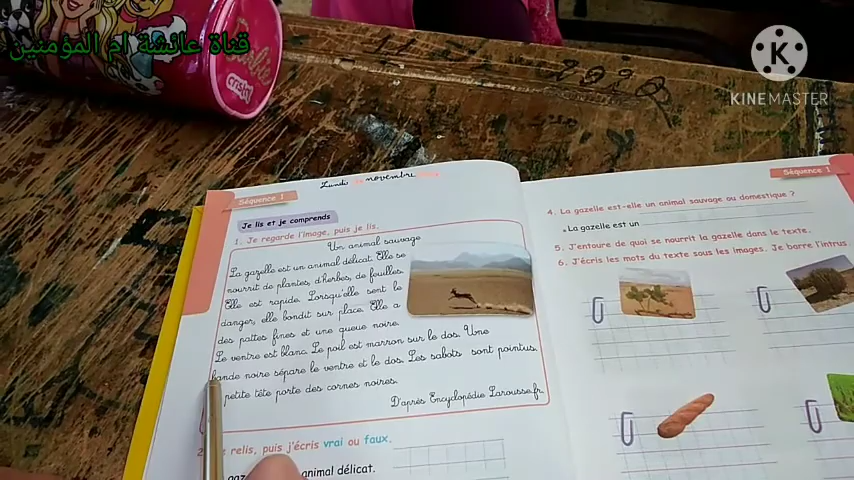 قناة عائشة ام المؤمنين
K
KINEMASTER
Barbie
Séquence 1
Lundi novembre
Je lis et je comprends
1. Je regarde l'image, puis je lis.
Un animal sauvage
La gazelle est un animal délicat. Elle se
nourrit de plantes, d'herbes, de feuilles.
Elle est rapide. Lorsqu'elle sent le
danger, elle bondit sur place. Elle a
des pattes fines et une queue noire.
Le ventre est blanc. Le poil est marron sur le dos. Une
bande noire sépare le ventre et le dos. Les sabots sont pointus.
petite tête porte des cornes noires.
D'après Encyclopédie Larousse.fr.
2. relis, puis j'écris vrai ou faux.
animal délicat.
Séquence 1
4. La gazelle est-elle un animal sauvage ou domestique ?
La gazelle est un
5. J'entoure de quoi se nourrit la gazelle dans le texte.
6. J'écris les mots du texte sous les images. Je barre l'intrus.